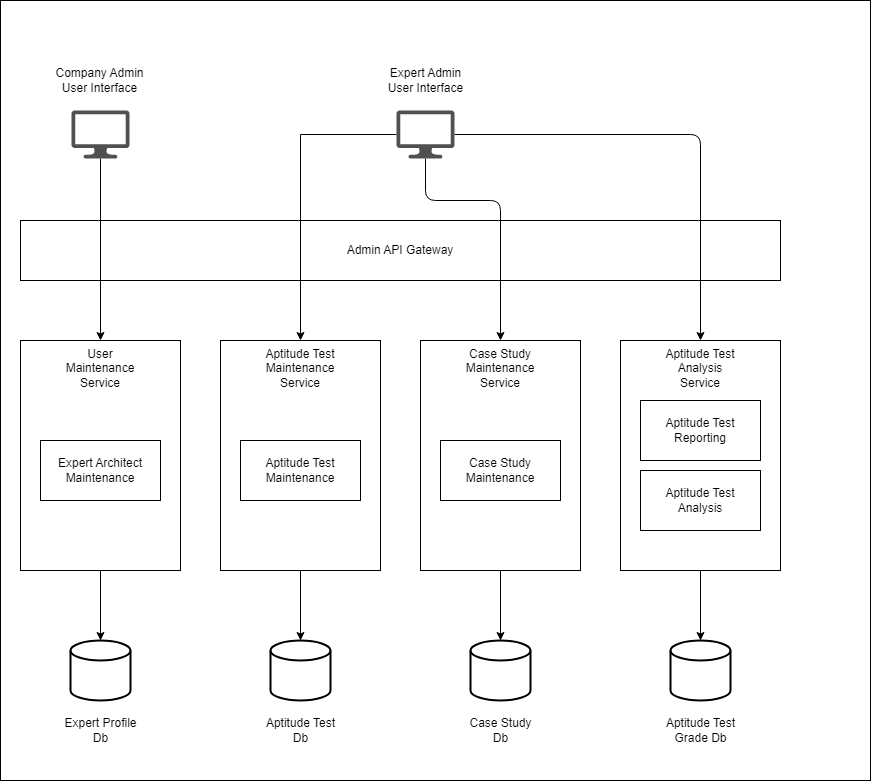 Company Admin
User Interface
Expert Admin
User Interface
Admin API Gateway
User
Maintenance
Service
Expert Architect
Maintenance
Aptitude Test
Maintenance
Service
Aptitude Test
Maintenance
Case Study
Maintenance
Service
Case Study
Maintenance
Aptitude Test
Analysis
Service
Aptitude Test
Reporting
Aptitude Test
Analysis
Expert Profile
Db
Aptitude Test
Db
Case Study
Db
Aptitude Test
Grade Db